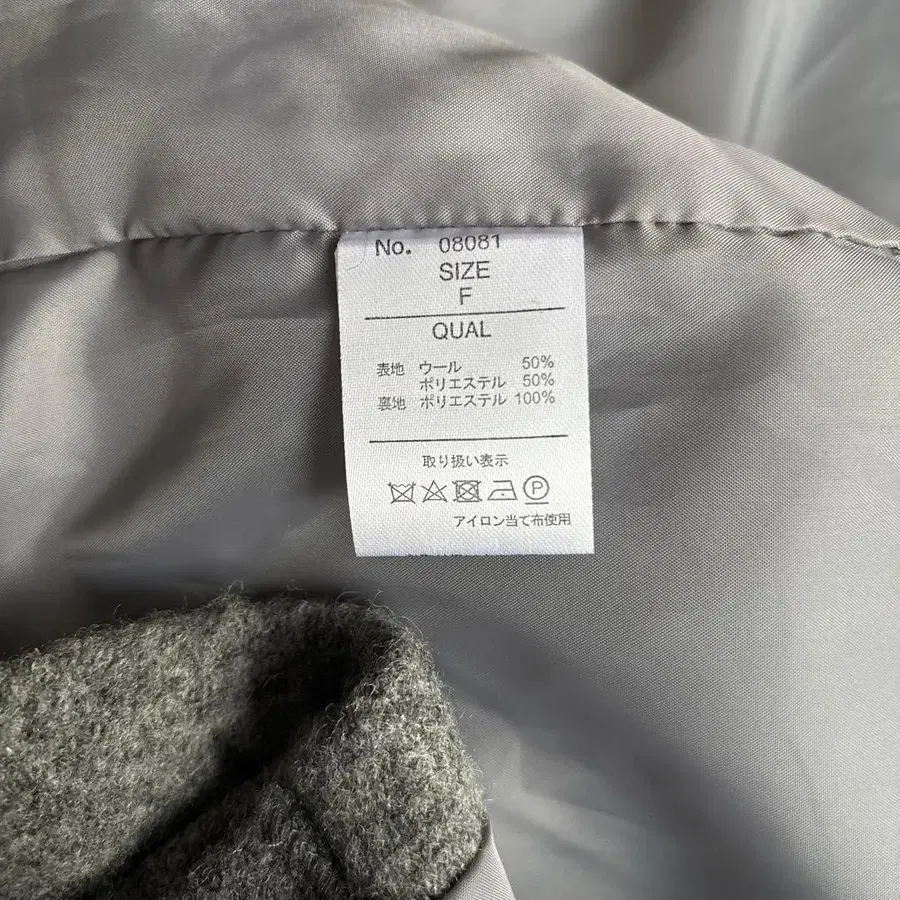 No. 08081
SIZE
F
QUAL
表地 ウール 50%
ポリエステル 50%
裏地 ポリエステル 100%
取り扱い表示
P
アイロン当て布使用